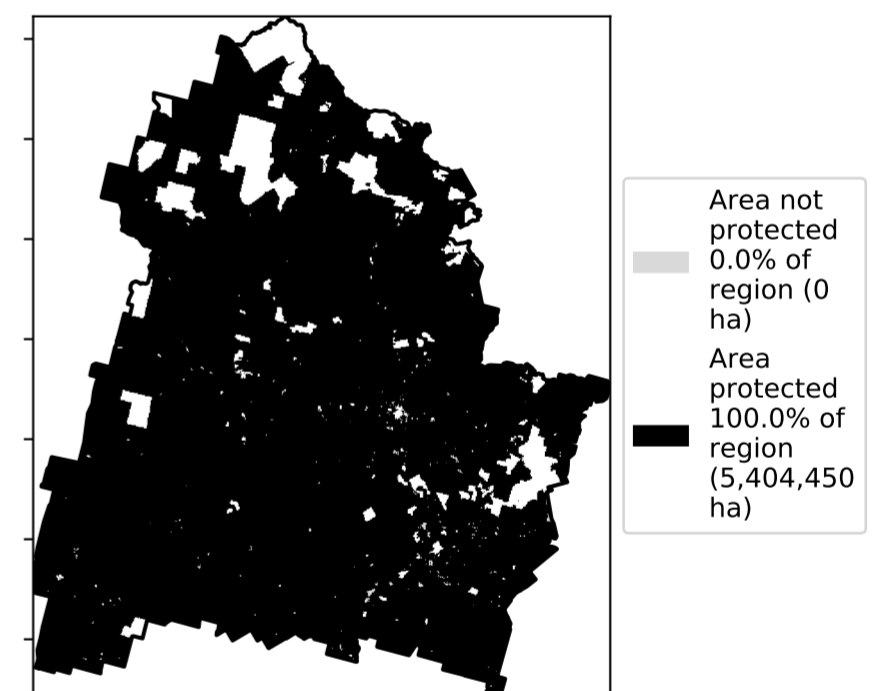 Area not
protected
0.0% of
region (0
ha)
Area
protected
100.0% of
region
(5,404,450
ha)